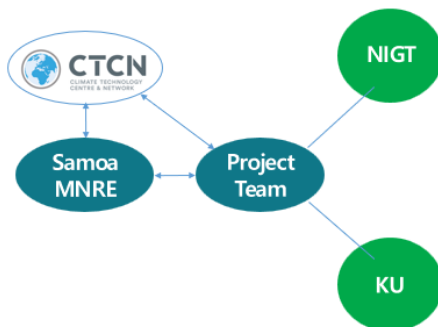 CTCN
CLIMATE TECHNOLOGY
CENTRE & NETWORK
NIGT
Samoa
MNRE
Project
Team
KU